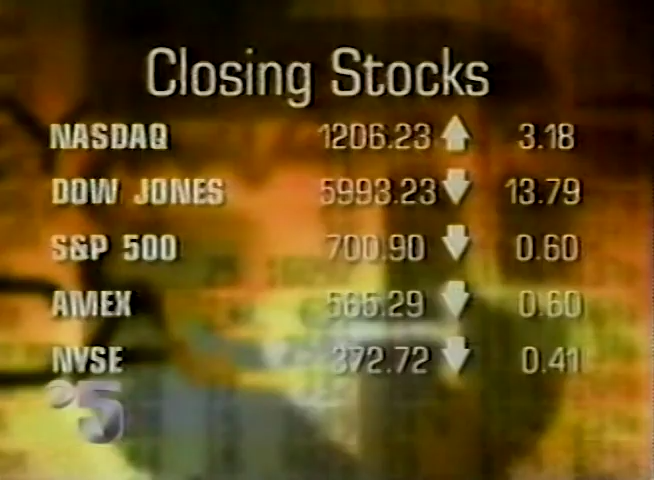 Closing Stocks
NASDAQ 1206.23 3.18
DOW JONES 5993.23 13.79
S&P 500 700.90 0.60
AMEX 565.29 0.60
NYSE 372.72 0.41
5